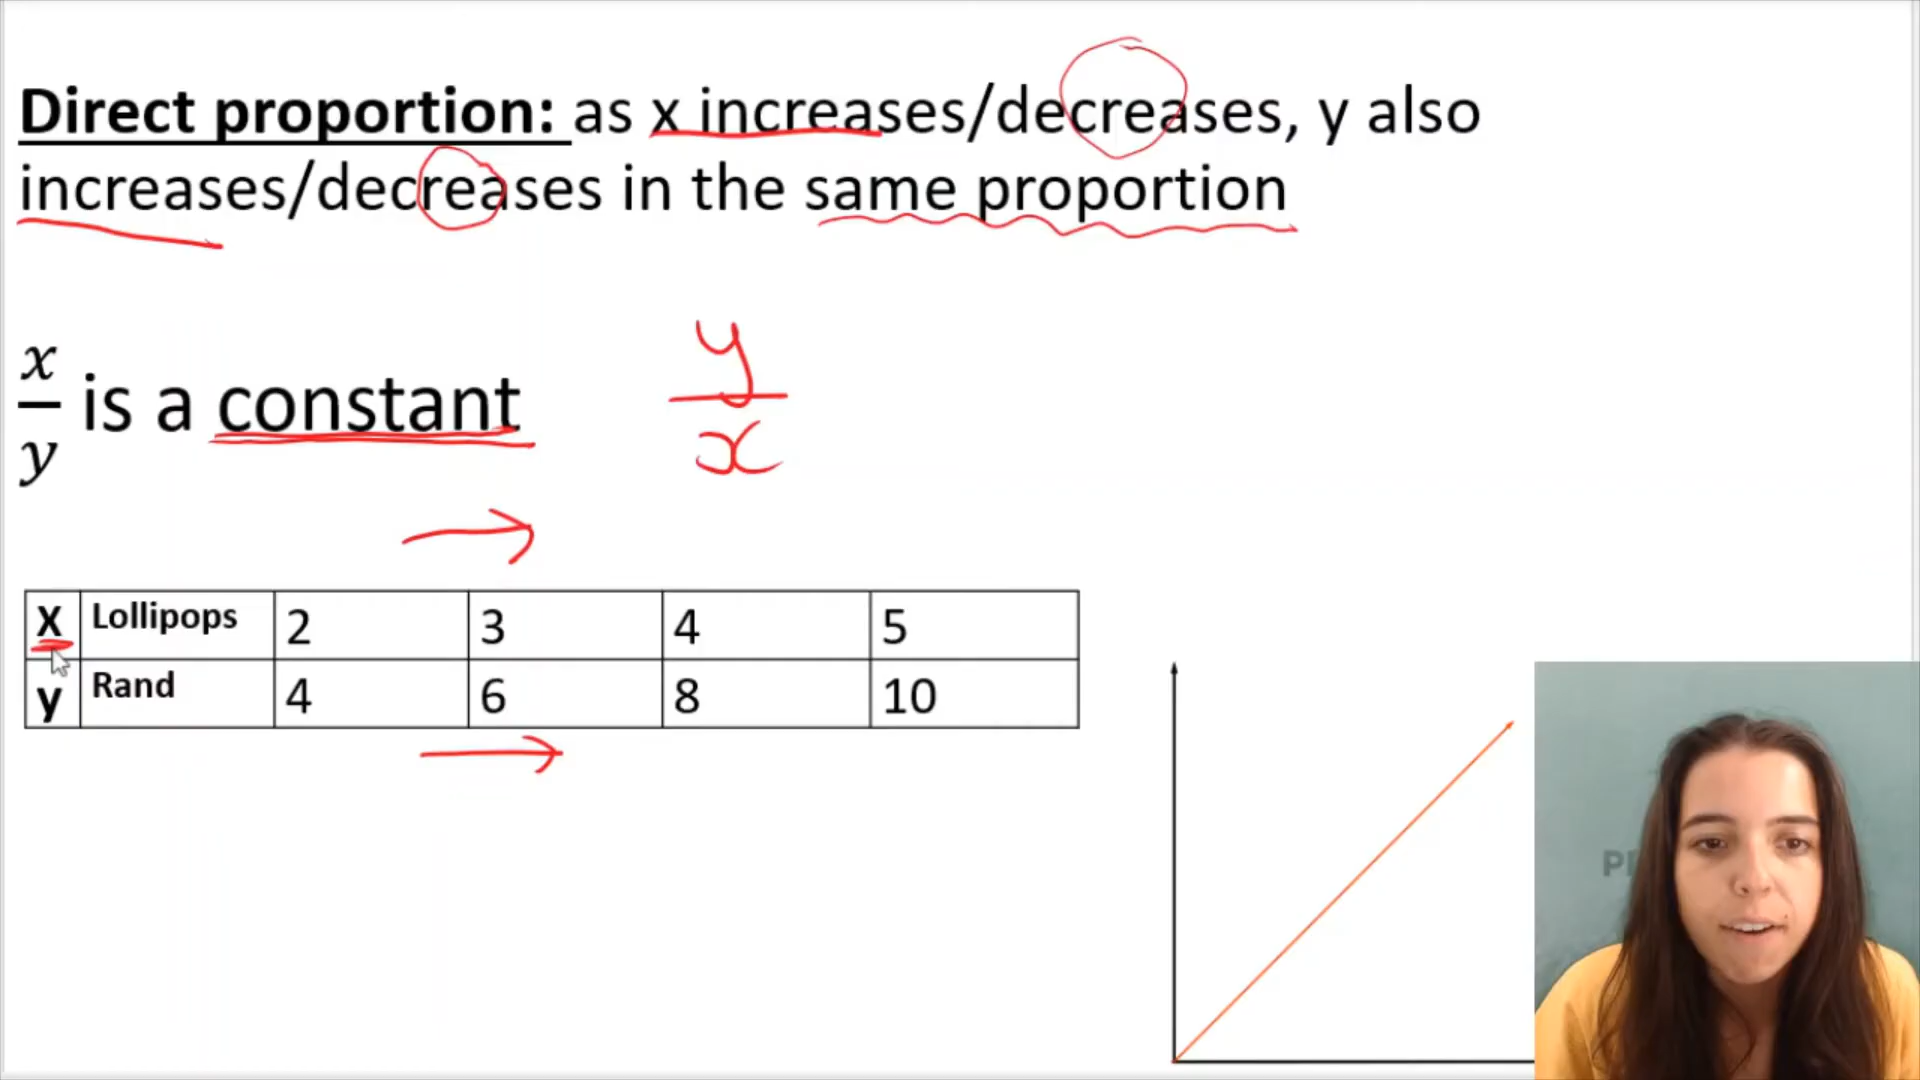 Direct proportion: as x increases/decreases, y also
increases/decreases in the same proportion
x
y
is a constant
y
x
X Lollipops 2 3 4 5
y Rand 4 6 8 10